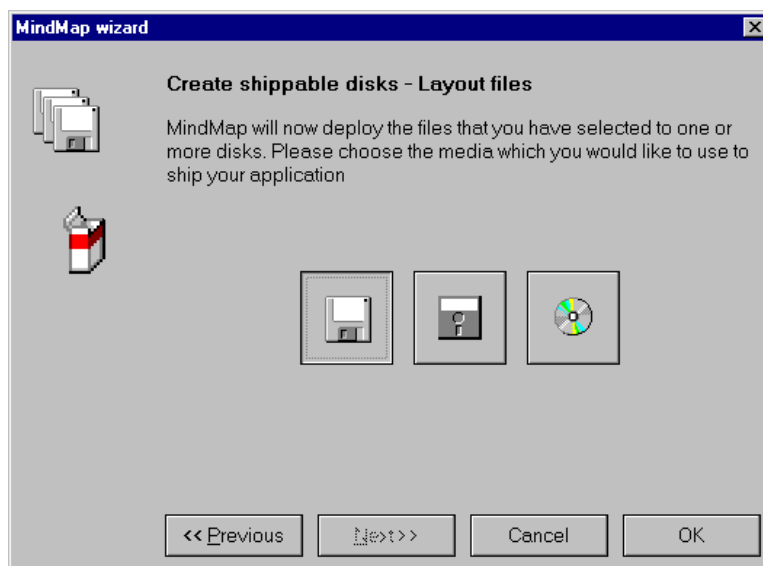 MindMap wizard
Create shippable disks - Layout files
MindMap will now deploy the files that you have selected to one or
more disks. Please choose the media which you would like to use to
ship your application
<< Previous
Next>>
Cancel
OK